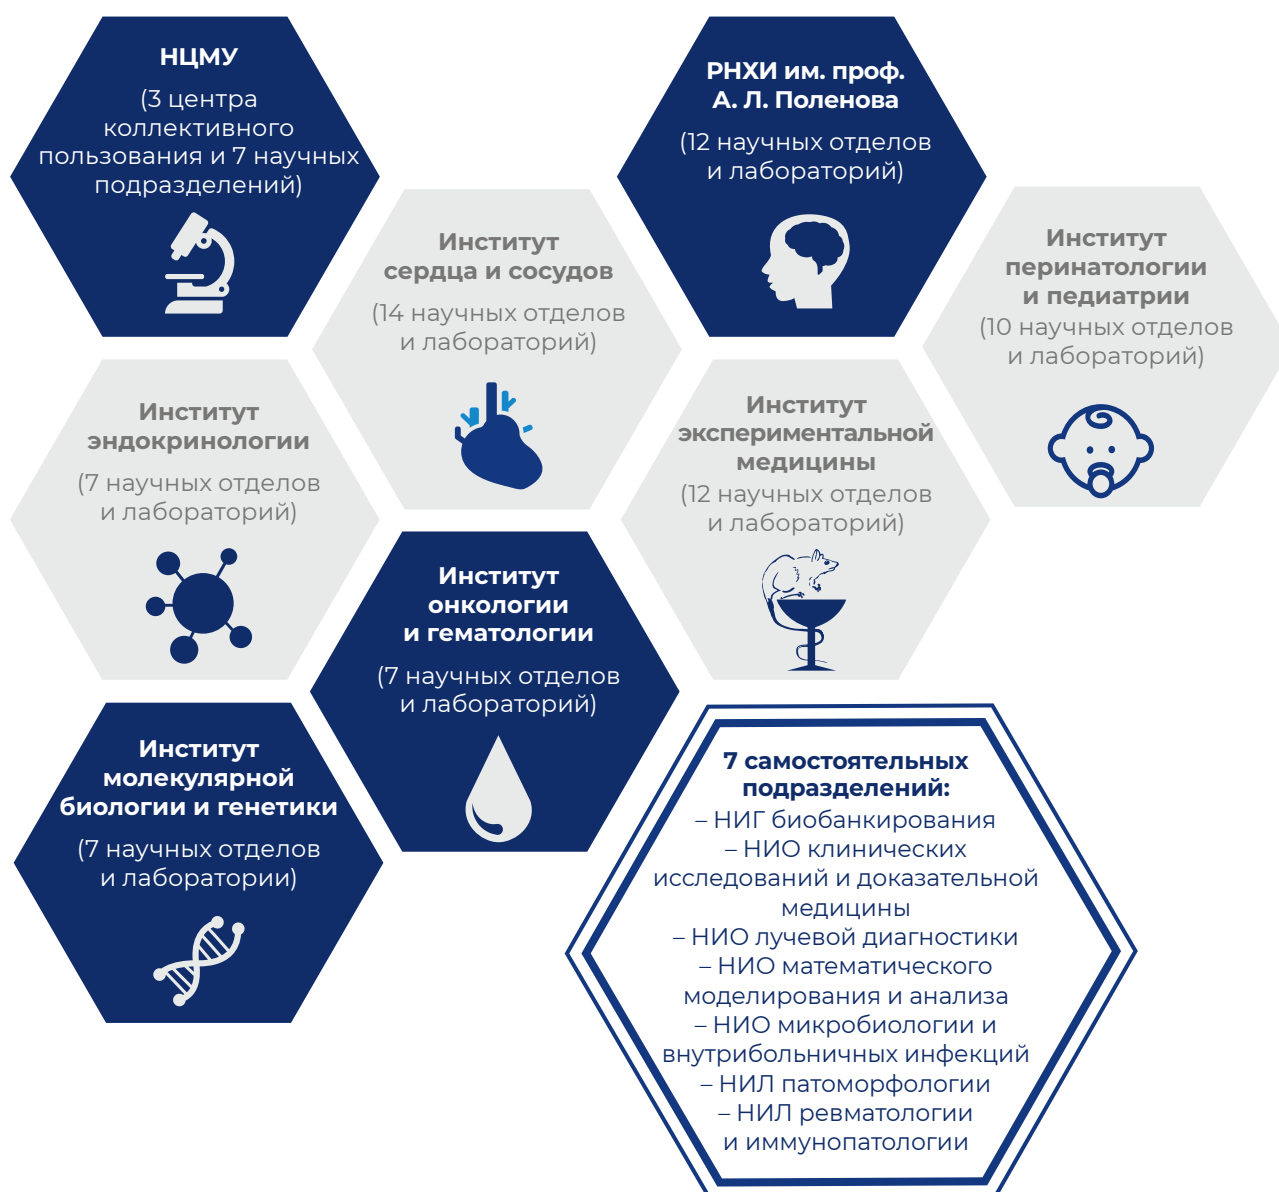 НЦМУ
(3 центра
коллективного
пользования и 7 научных
подразделений)
РНХИ им. проф.
А. Л. Поленова
(12 научных отделов
и лабораторий)
Институт
сердца и сосудов
(14 научных отделов
и лабораторий)
Институт
перинатологии
и педиатрии
(10 научных отделов
и лабораторий)
Институт
эндокринологии
(7 научных отделов
и лабораторий)
Институт
экспериментальной
медицины
(12 научных отделов
и лабораторий)
Институт
онкологии
и гематологии
(7 научных отделов
и лабораторий)
Институт
молекулярной
биологии и генетики
(7 научных отделов
и лаборатории)
7 самостоятельных
подразделений:
– НИГ биобанкирования
– НИО клинических
исследований и доказательной
медицины
– НИО лучевой диагностики
– НИО математического
моделирования и анализа
– НИО микробиологии и
внутрибольничных инфекций
– НИЛ патоморфологии
– НИЛ ревматологии
и иммунопатологии